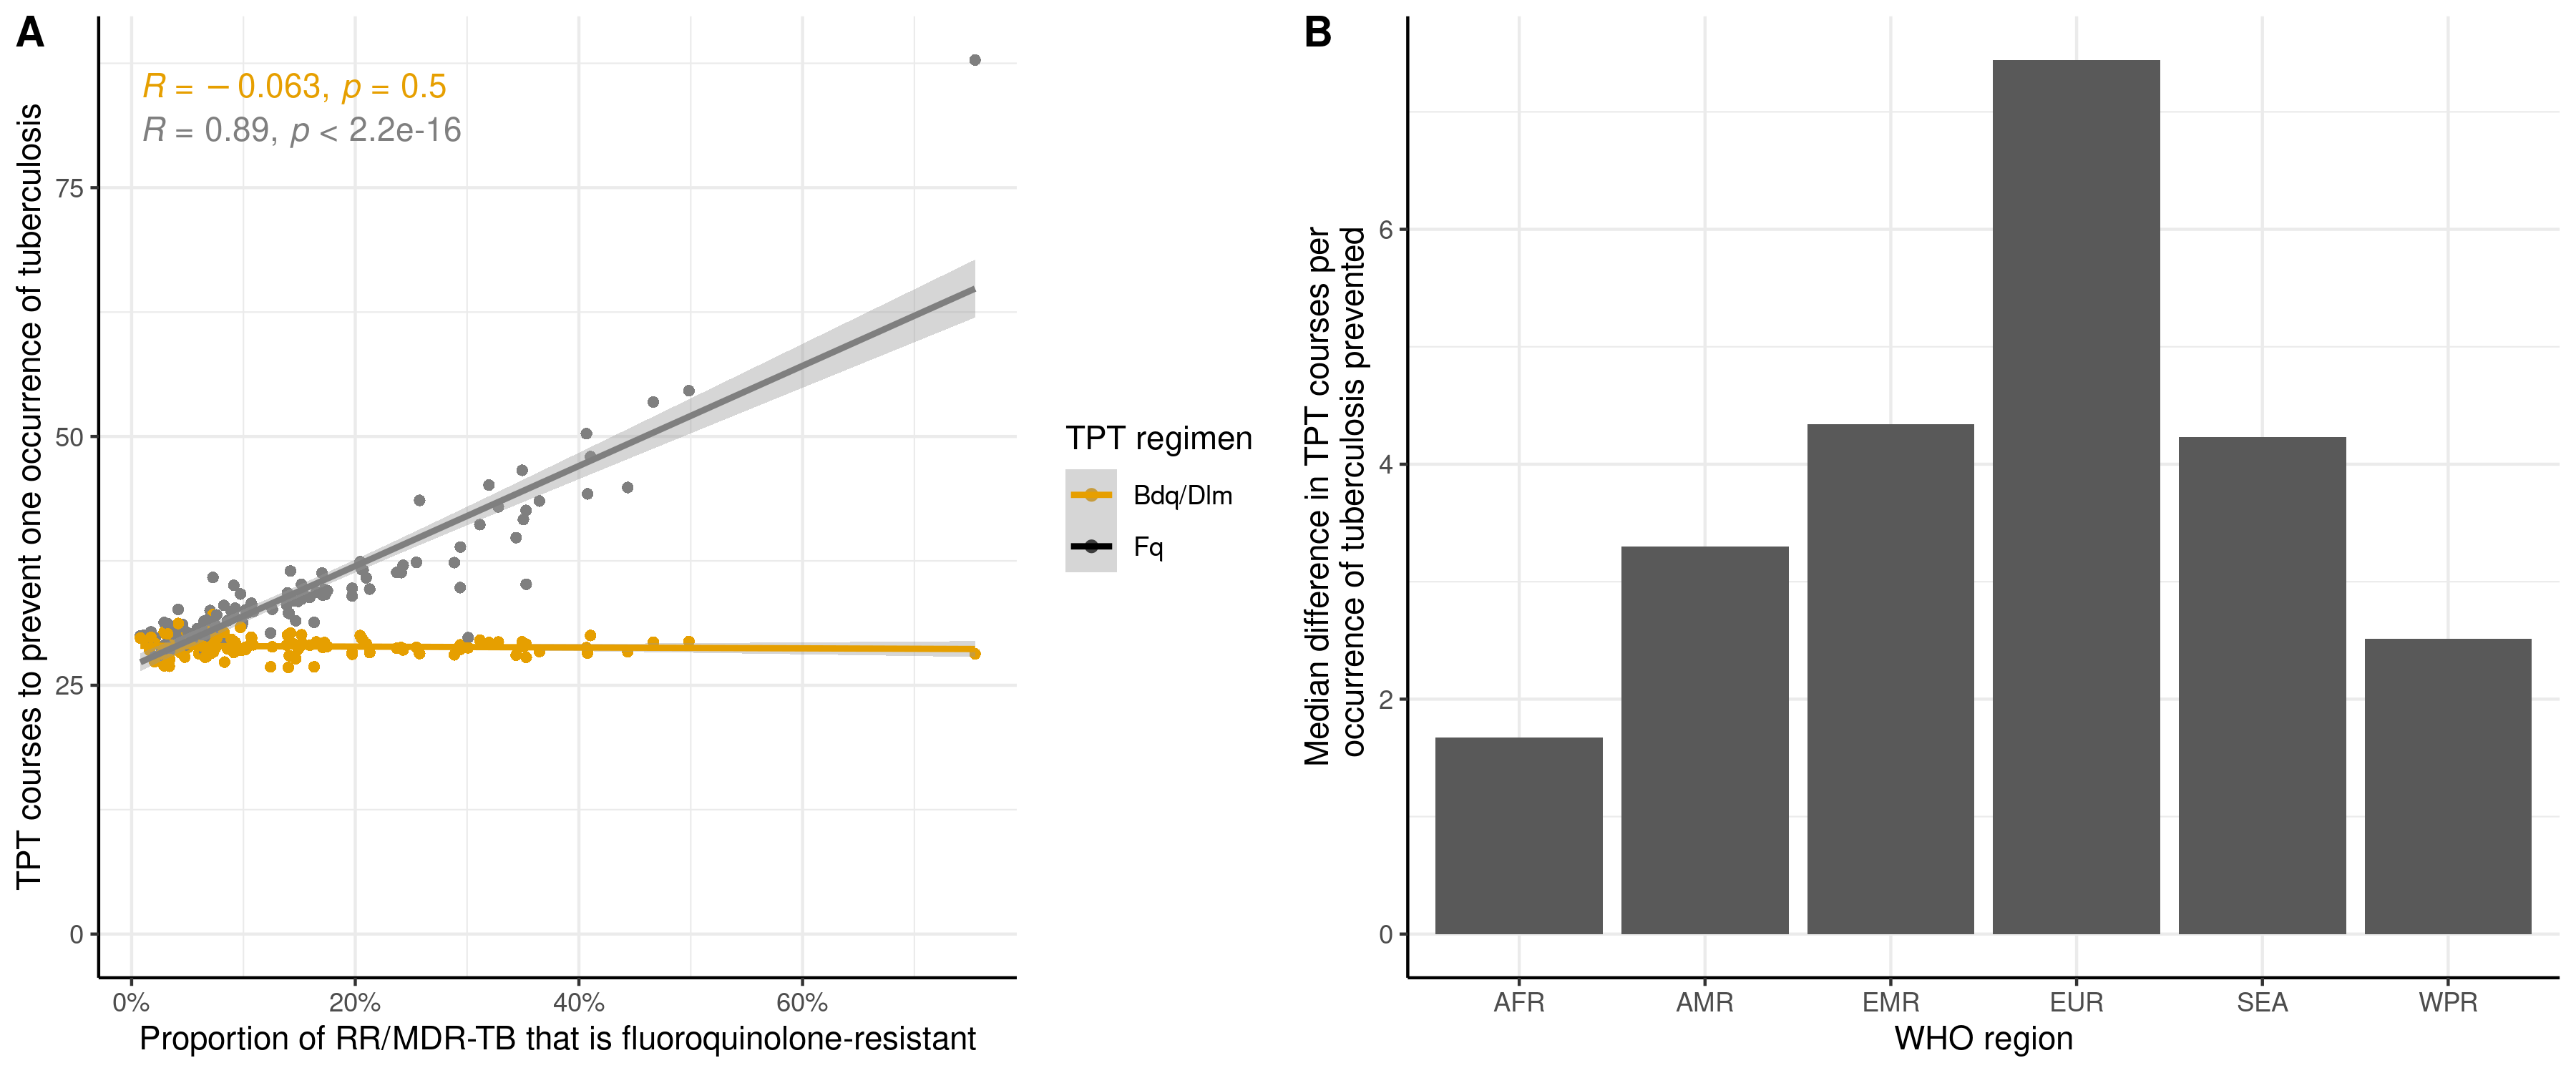 A
R = − 0.063, p = 0.5
R = 0.89, p < 2.2e-16
TPT courses to prevent one occurrence of tuberculosis
75
50
25
0
0%
20%
40%
60%
Proportion of RR/MDR-TB that is fluoroquinolone-resistant
TPT regimen
Bdq/Dlm
Fq
B
Median difference in TPT courses per
occurrence of tuberculosis prevented
6
4
2
0
AFR
AMR
EMR
EUR
SEA
WPR
WHO region